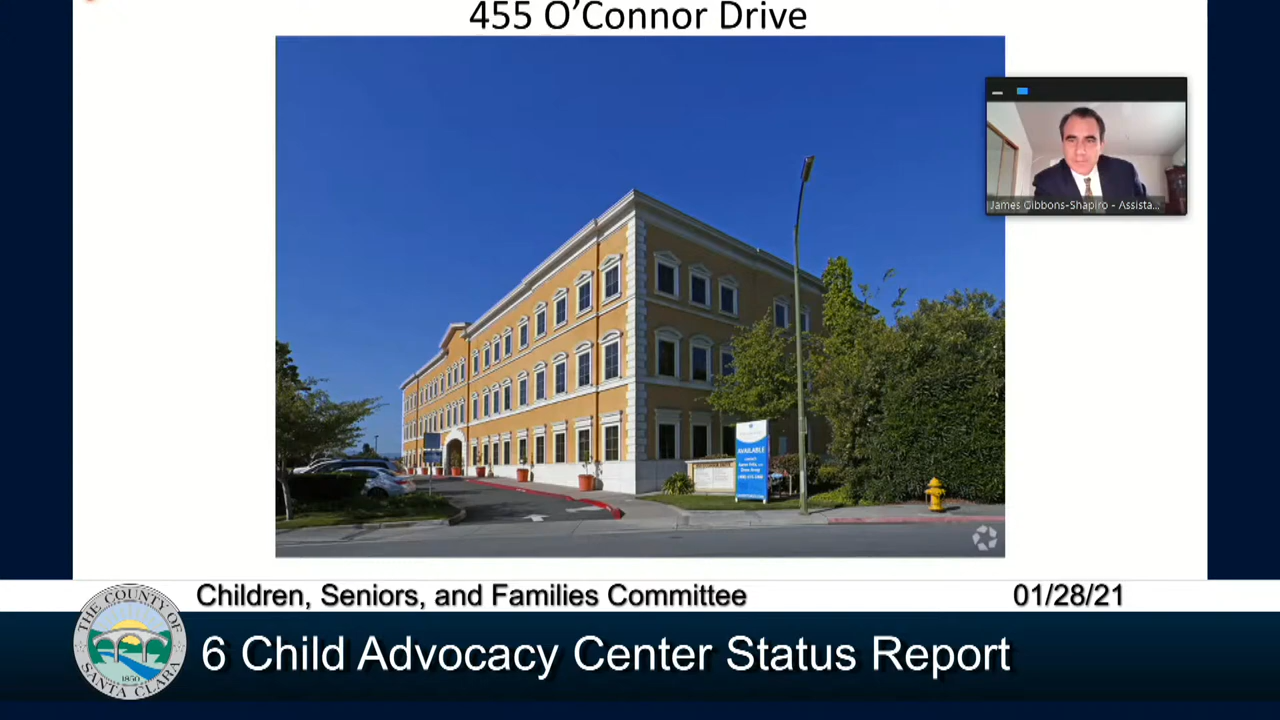 455 O’Connor Drive
James Gibbons-Shapiro - Assista...
AVAILABLE
Children, Seniors, and Families Committee
01/28/21
6 Child Advocacy Center Status Report
THE COUNTY OF
SANTA CLARA
1850